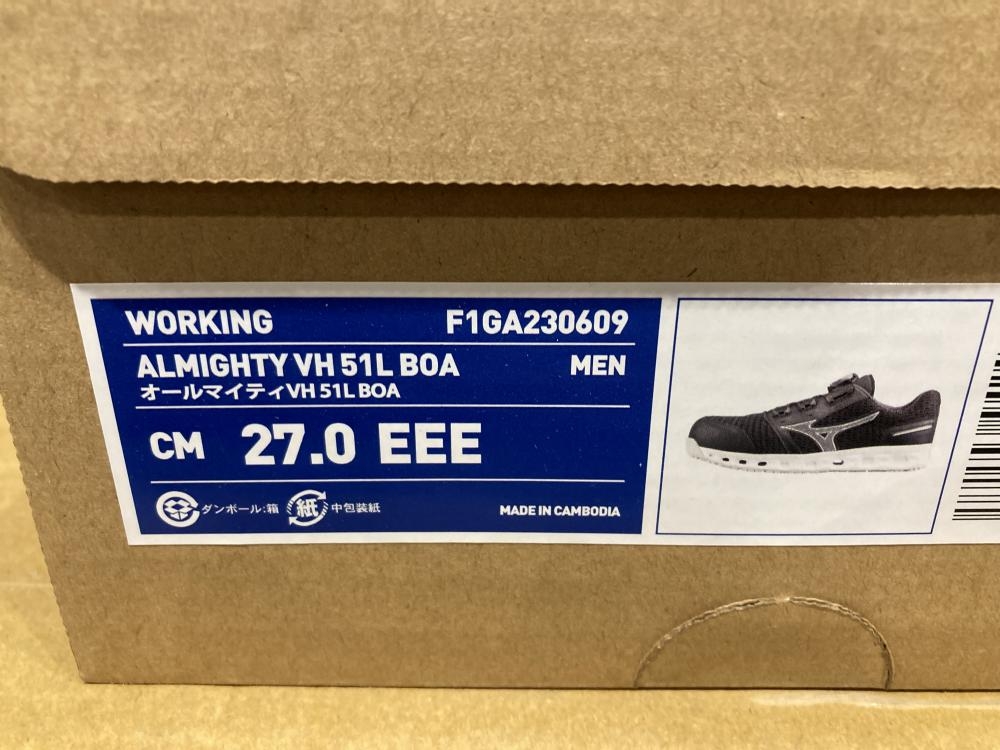 WORKING F1GA230609
ALMIGHTY VH 51L BOA MEN
オールマイティVH 51L BOA
CM 27.0 EEE
ダンボール:箱 紙 中包装紙 MADE IN CAMBODIA